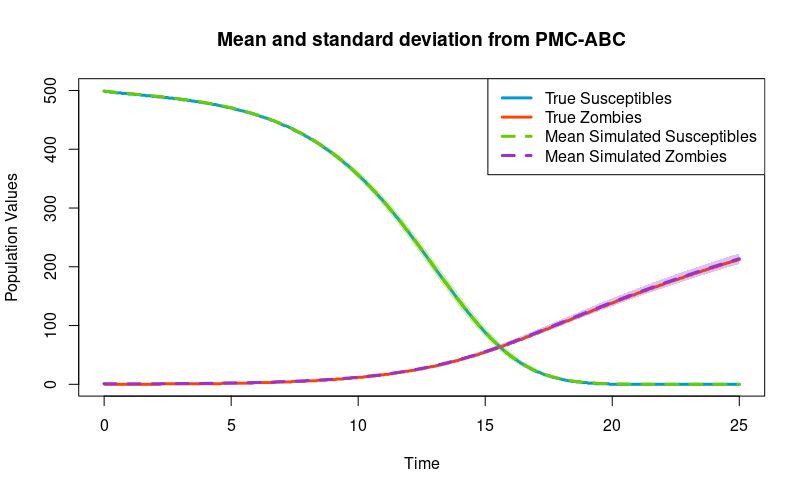 Mean and standard deviation from PMC-ABC
True Susceptibles
True Zombies
Mean Simulated Susceptibles
Mean Simulated Zombies
Population Values
500
400
300
200
100
0
0 5 10 15 20 25
Time